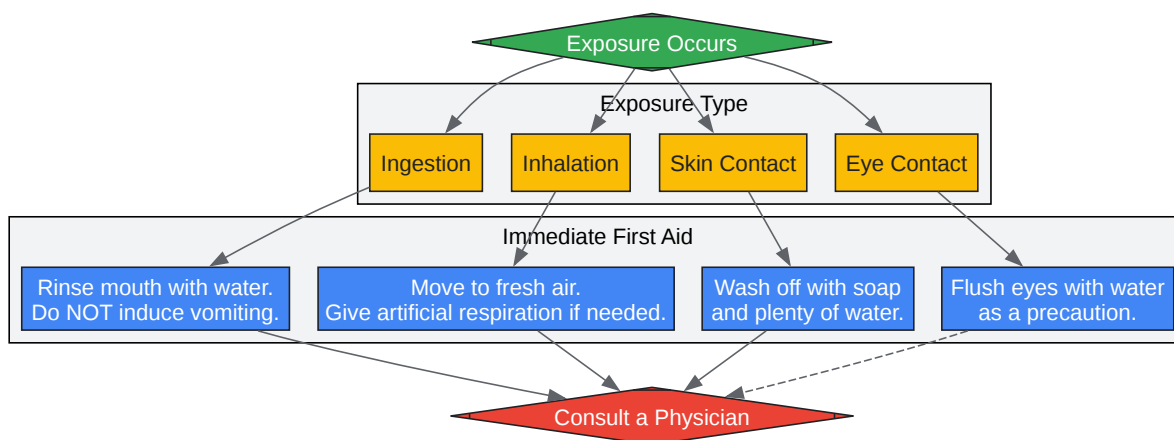 Exposure Occurs
Exposure Type
Ingestion
Inhalation
Skin Contact
Eye Contact
Immediate First Aid
Rinse mouth with water.
Do NOT induce vomiting.
Move to fresh air.
Give artificial respiration if needed.
Wash off with soap
and plenty of water.
Flush eyes with water
as a precaution.
Consult a Physician